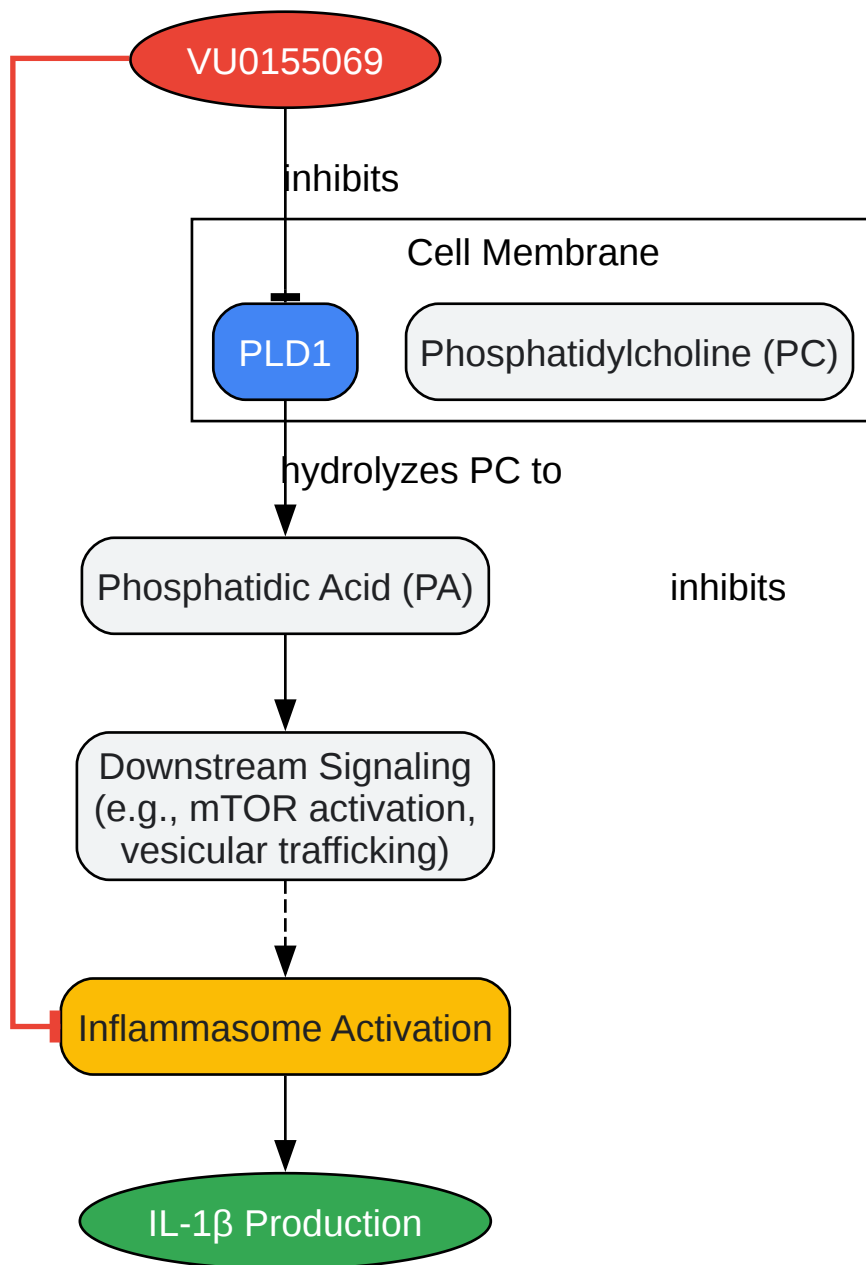 VU0155069
inhibits
Cell Membrane
PLD1
Phosphatidylcholine (PC)
hydrolyzes PC to
Phosphatidic Acid (PA)
inhibits
Downstream Signaling
(e.g., mTOR activation,
vesicular trafficking)
Inflammasome Activation
IL-1β Production